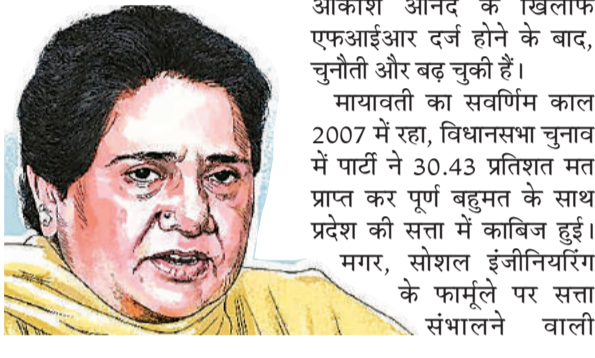 आकाश आनंद के खिलाफ
एफआईआर दर्ज होने के बाद,
चुनौती और बढ़ चुकी हैं।
मायावती का सवर्णिम काल
2007 में रहा, विधानसभा चुनाव
में पार्टी ने 30.43 प्रतिशत मत
प्राप्त कर पूर्ण बहुमत के साथ
प्रदेश की सत्ता में काबिज हुई।
मगर, सोशल इंजीनियरिंग
के फार्मूले पर सत्ता
संभालने वाली